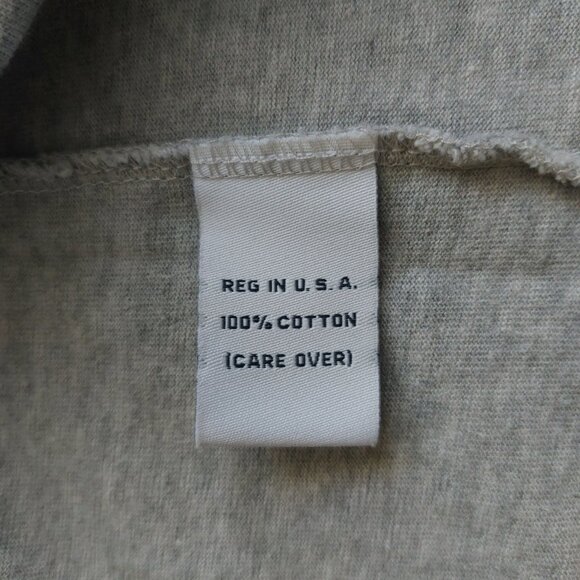 REG IN U.S.A.
100% COTTON
(CARE OVER)